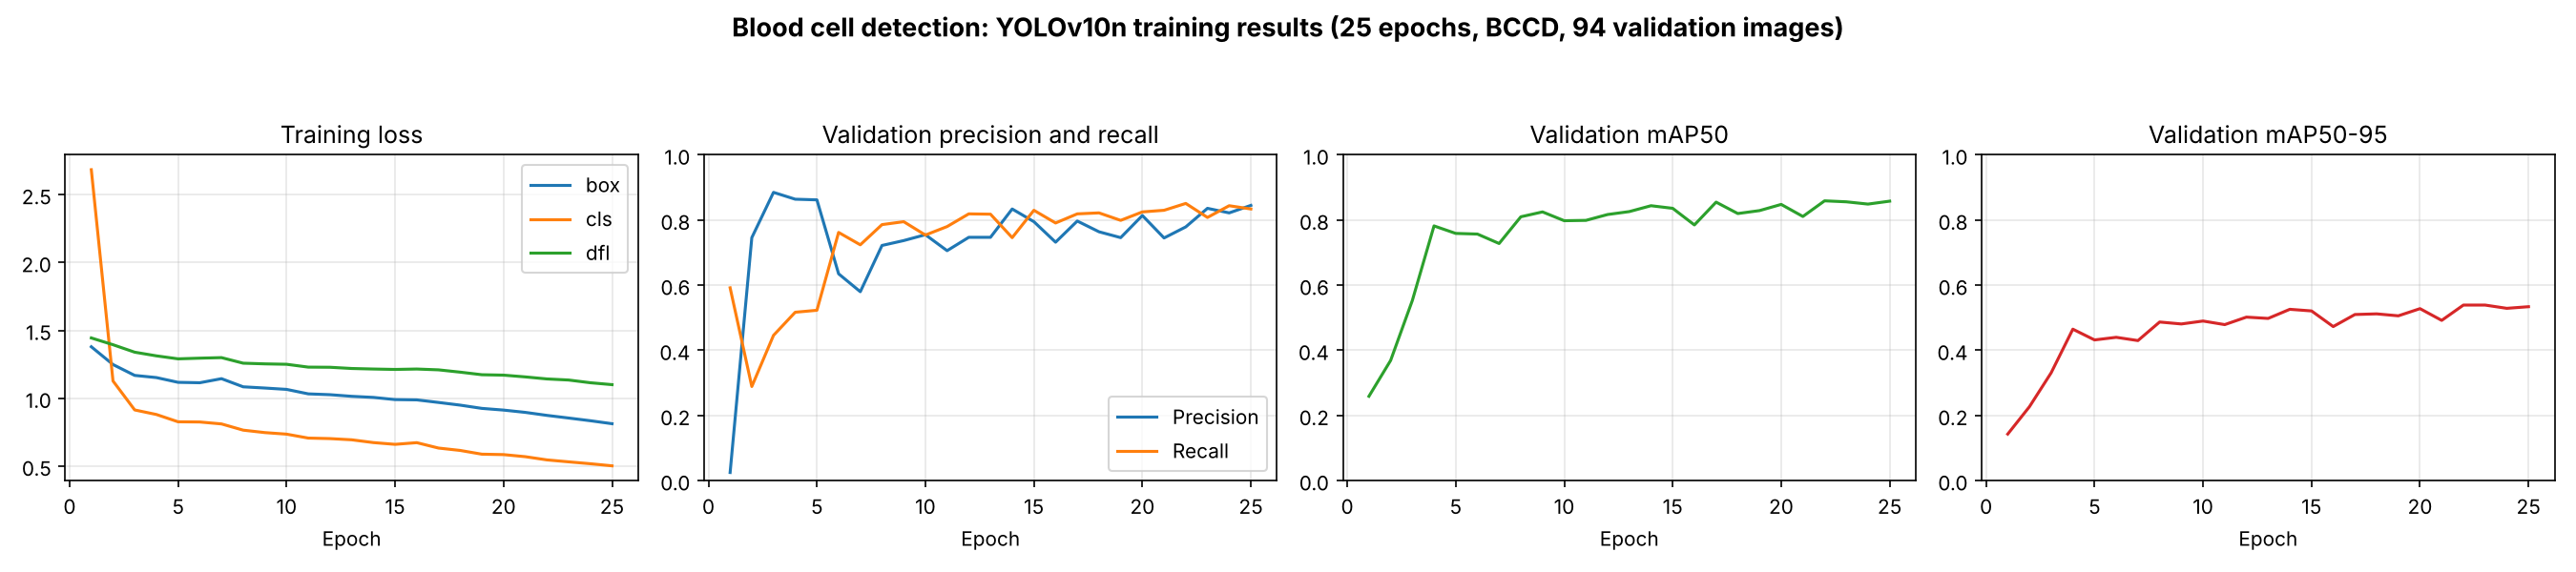 Blood cell detection: YOLOv10n training results (25 epochs, BCCD, 94 validation images)
Training loss
2.5
2.0
1.5
1.0
0.5
box
cls
dfl
0 5 10 15 20 25
Epoch
Validation precision and recall
1.0
0.8
0.6
0.4
0.2
0.0
Precision
Recall
0 5 10 15 20 25
Epoch
Validation mAP50
1.0
0.8
0.6
0.4
0.2
0.0
0 5 10 15 20 25
Epoch
Validation mAP50-95
1.0
0.8
0.6
0.4
0.2
0.0
0 5 10 15 20 25
Epoch